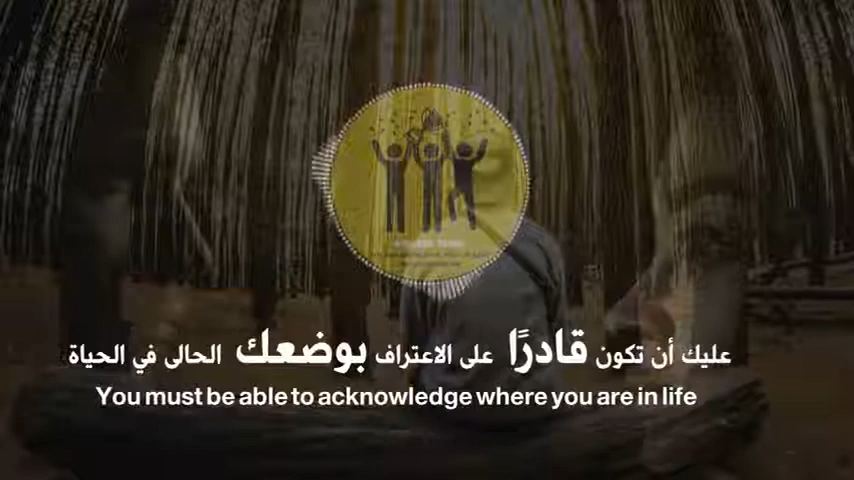 عليك أن تكون قادرًا على الاعتراف بوضعك الحالى في الحياة
You must be able to acknowledge where you are in life